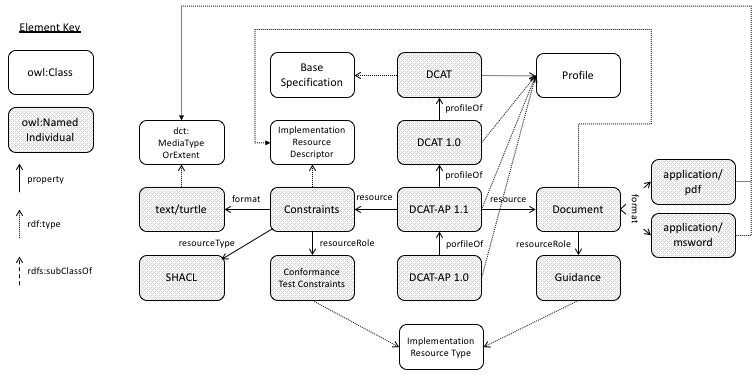 Element Key
owl:Class
owl:Named
Individual
property
rdf:type
rdfs:subClassOf
Base
Specification
DCAT
Profile
profileOf
dct:
MediaType
OrExtent
Implementation
Resource
Descriptor
DCAT 1.0
profileOf
text/turtle
format
Constraints
resource
DCAT-AP 1.1
resource
Document
format
application/
pdf
application/
msword
resourceType
resourceRole
porfileOf
resourceRole
SHACL
Conformance
Test Constraints
DCAT-AP 1.0
Guidance
Implementation
Resource Type